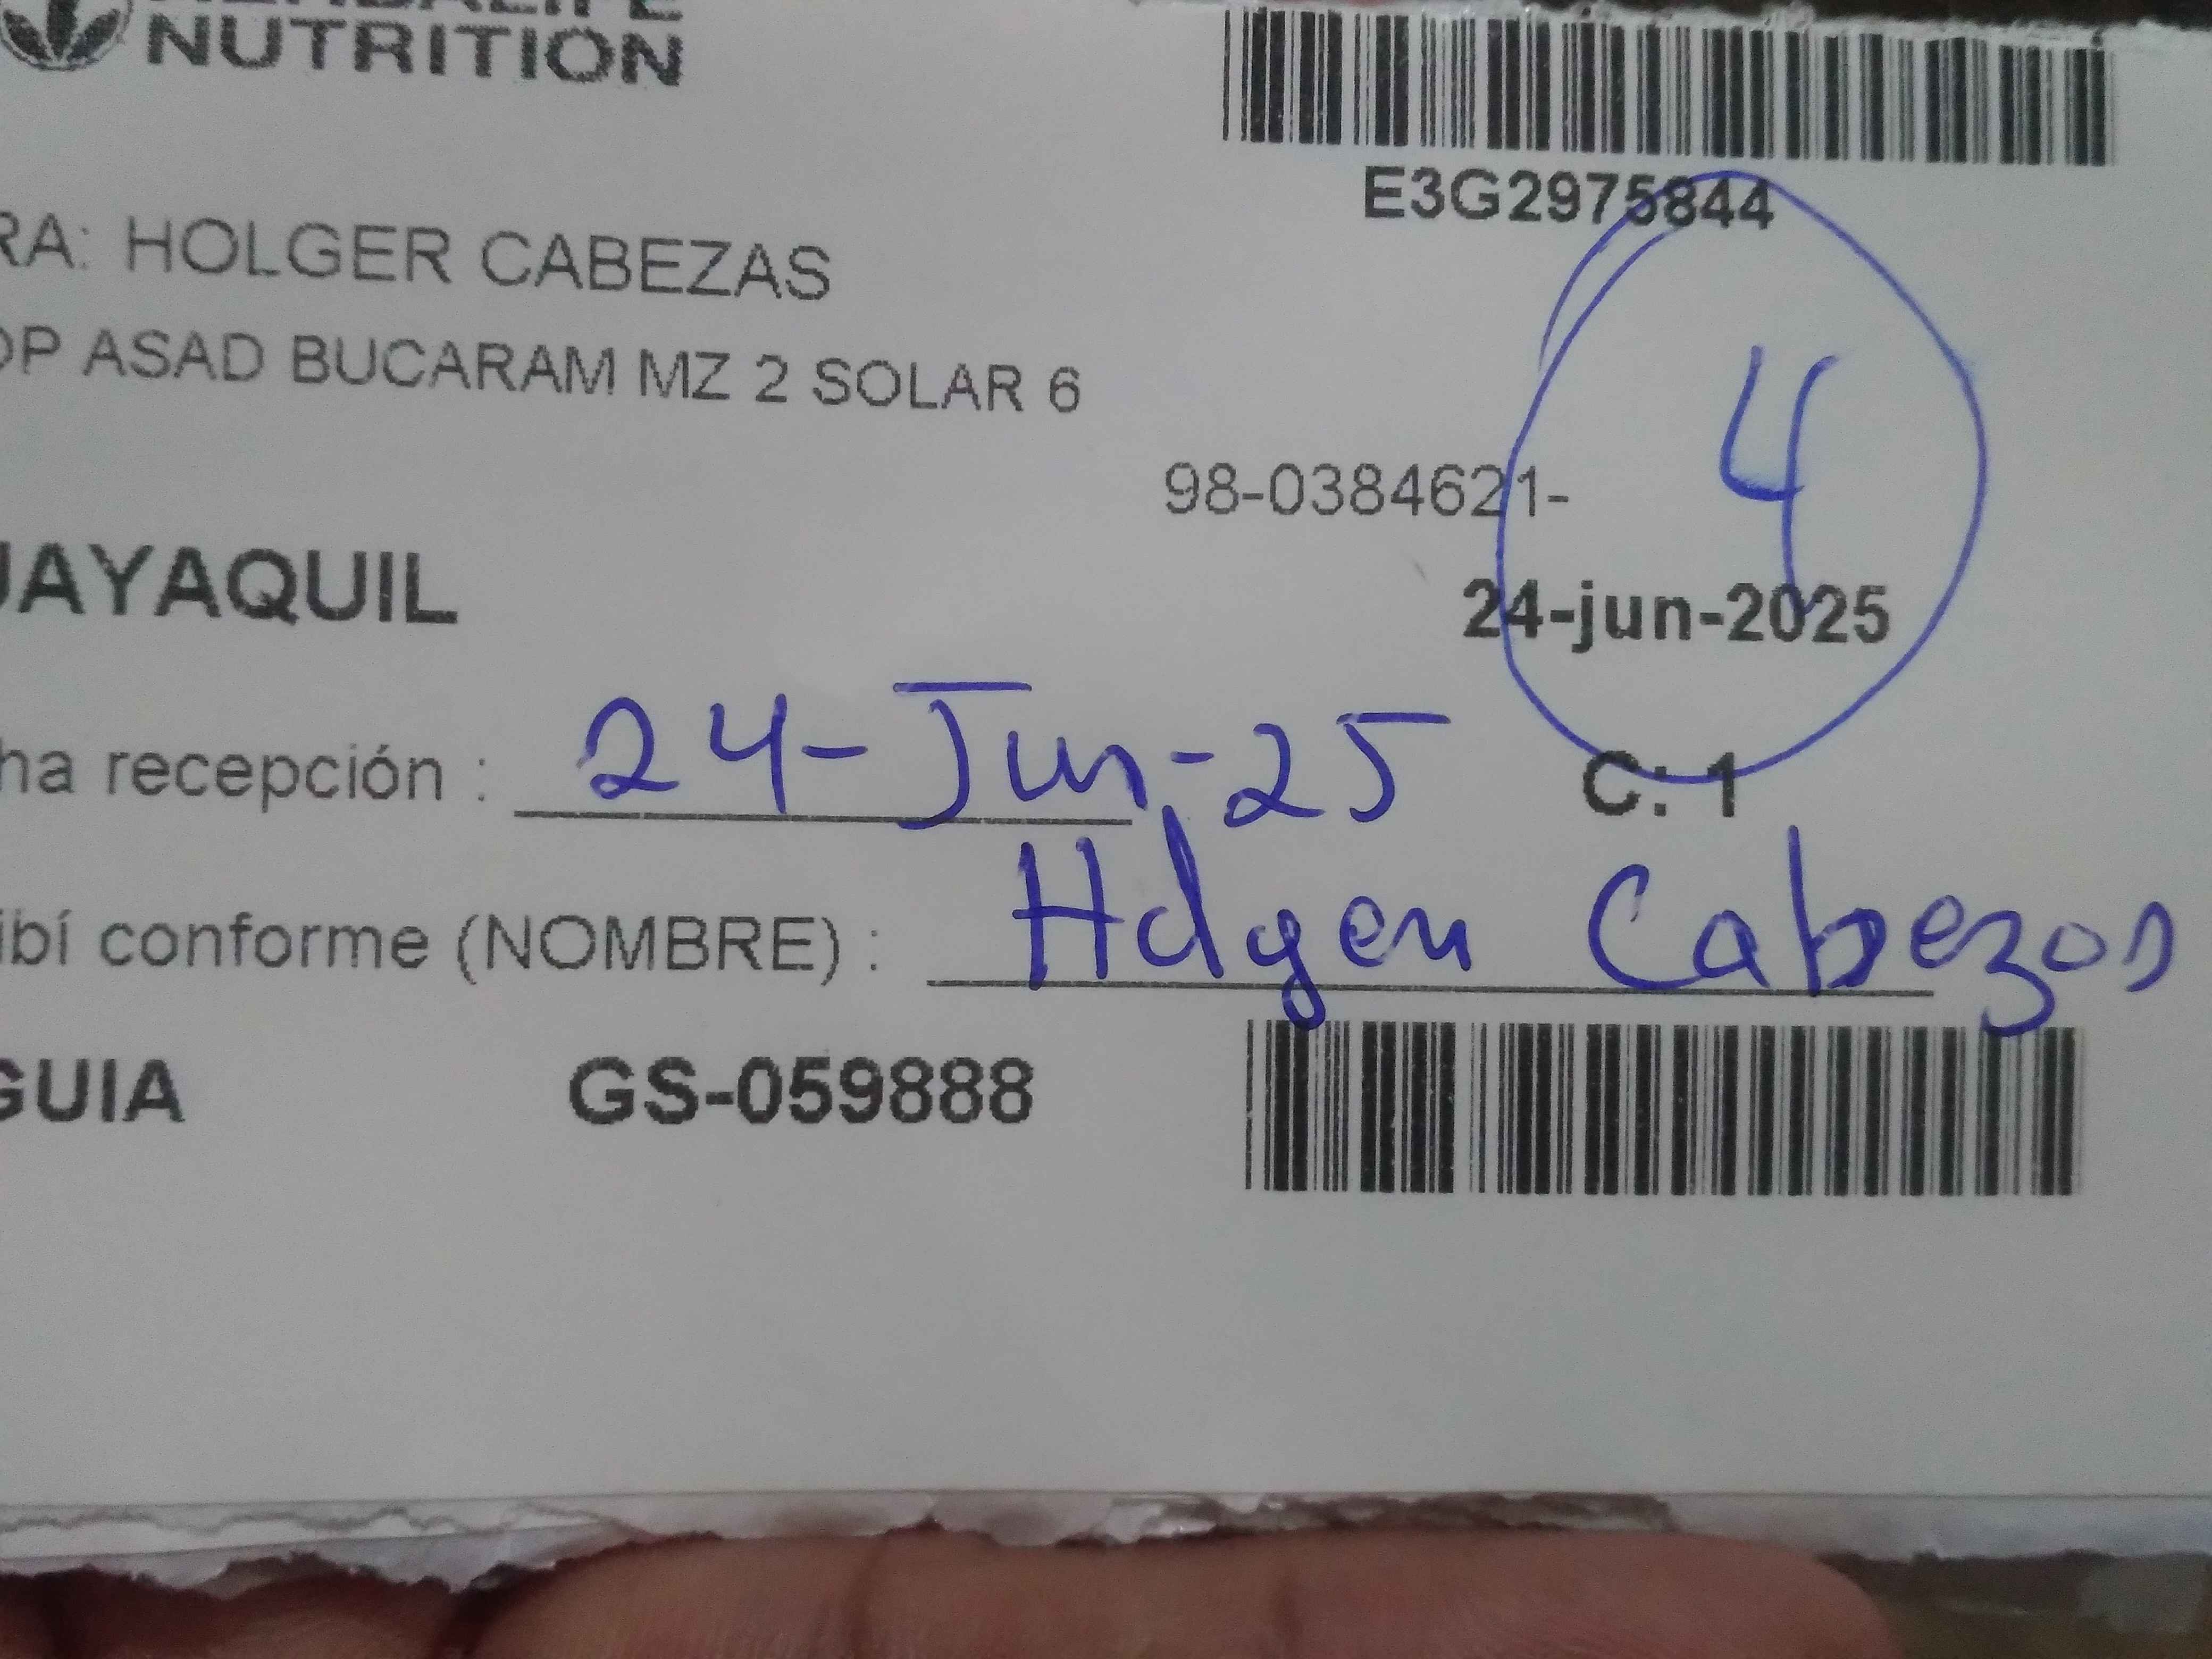 NUTRITION
E3G2975844
RA: HOLGER CABEZAS
OP ASAD BUCARAM MZ 2 SOLAR 6
4
98-0384621-
UAYAQUIL
24-jun-2025
ha recepción : 24-Jun-25
C: 1
ibí conforme (NOMBRE) : Holger Cabezas
GUIA GS-059888